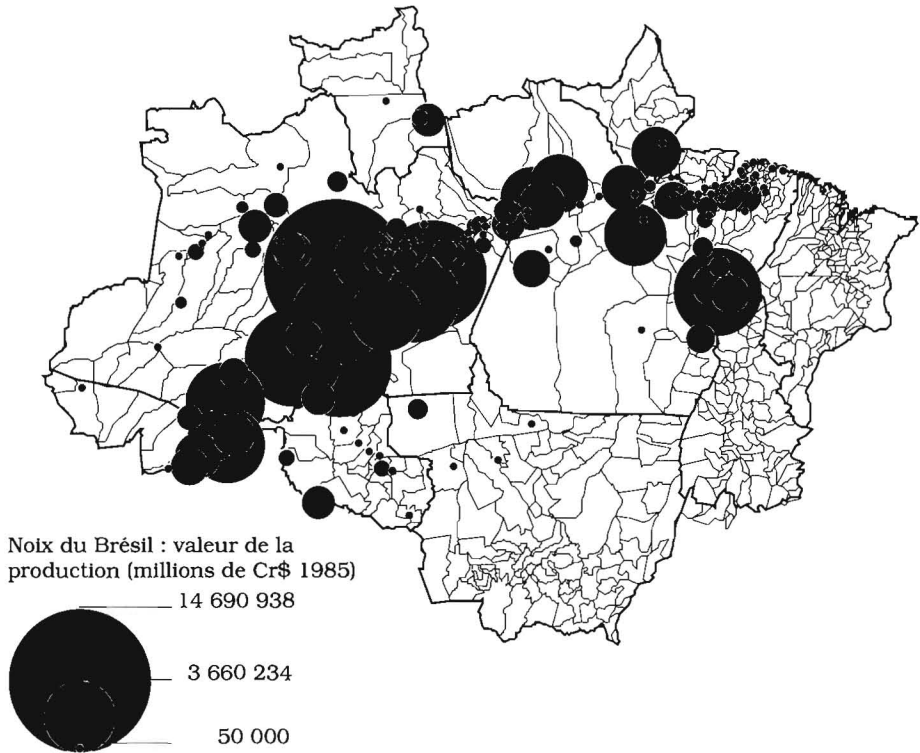 Noix du Brésil : valeur de la
production (millions de Cr$ 1985)
14 690 938
3 660 234
50 000